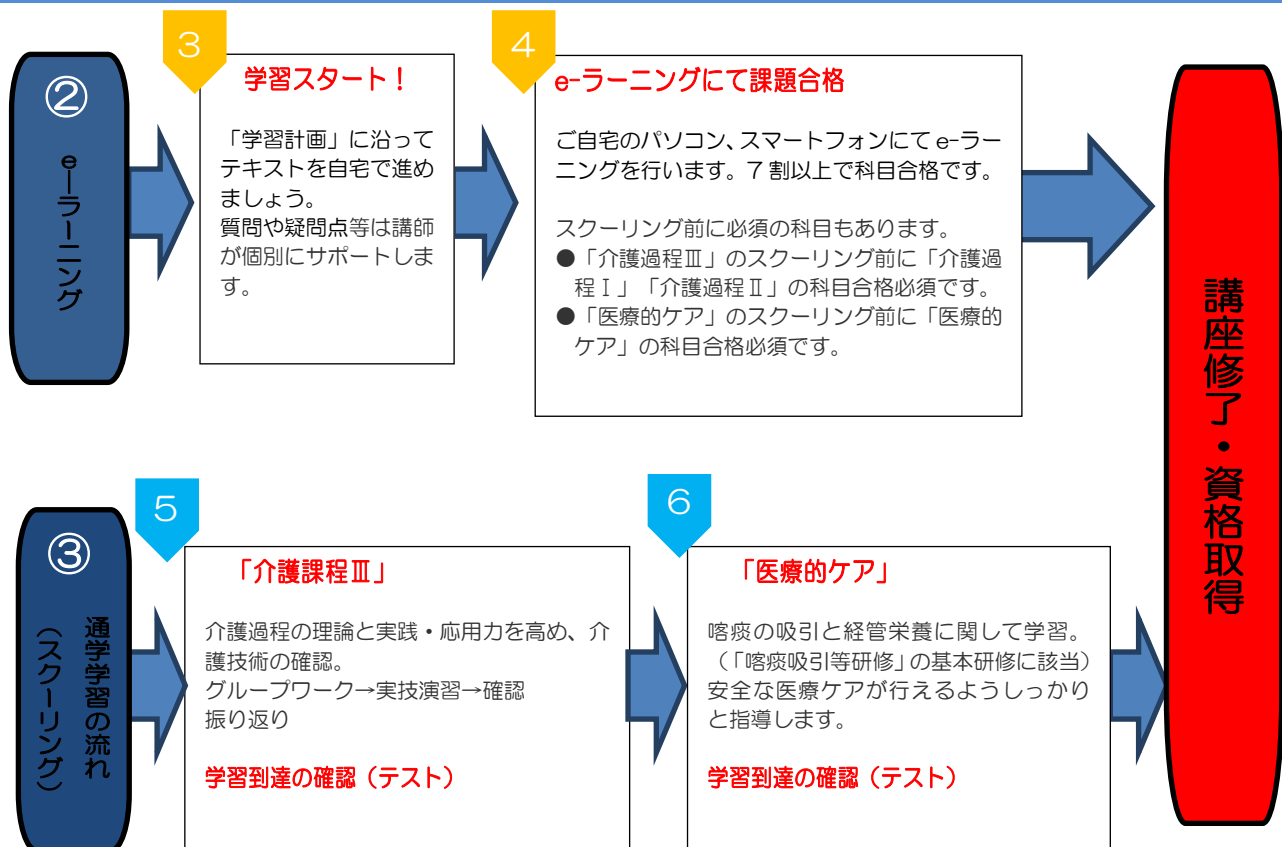 ②
eーラーニング
3
学習スタート！
「学習計画」に沿って
テキストを自宅で進め
ましょう。
質問や疑問点等は講師
が個別にサポートしま
す。
4
e-ラーニングにて課題合格
ご自宅のパソコン、スマートフォンにて e-ラー
ニングを行います。7 割以上で科目合格です。
スクーリング前に必須の科目もあります。
●「介護過程Ⅲ」のスクーリング前に「介護過
程Ⅰ」「介護過程Ⅱ」の科目合格必須です。
●「医療的ケア」のスクーリング前に「医療的
ケア」の科目合格必須です。
講座修了・資格取得
③
通学学習の流れ
（スクーリング）
5
「介護課程Ⅲ」
介護過程の理論と実践・応用力を高め、介
護技術の確認。
グループワーク→実技演習→確認
振り返り
学習到達の確認（テスト）
6
「医療的ケア」
喀痰の吸引と経管栄養に関して学習。
（「喀痰吸引等研修」の基本研修に該当）
安全な医療ケアが行えるようしっかり
と指導します。
学習到達の確認（テスト）